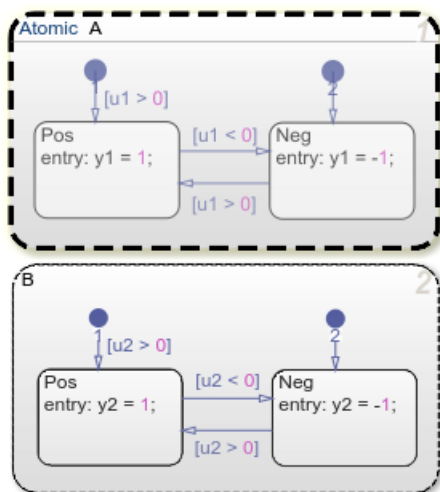 Atomic A 1
1 2
[u1 > 0]
Pos [u1 < 0] Neg
entry: y1 = 1; entry: y1 = -1;
[u1 > 0]
B 2
1 2
[u2 > 0]
Pos [u2 < 0] Neg
entry: y2 = 1; entry: y2 = -1;
[u2 > 0]